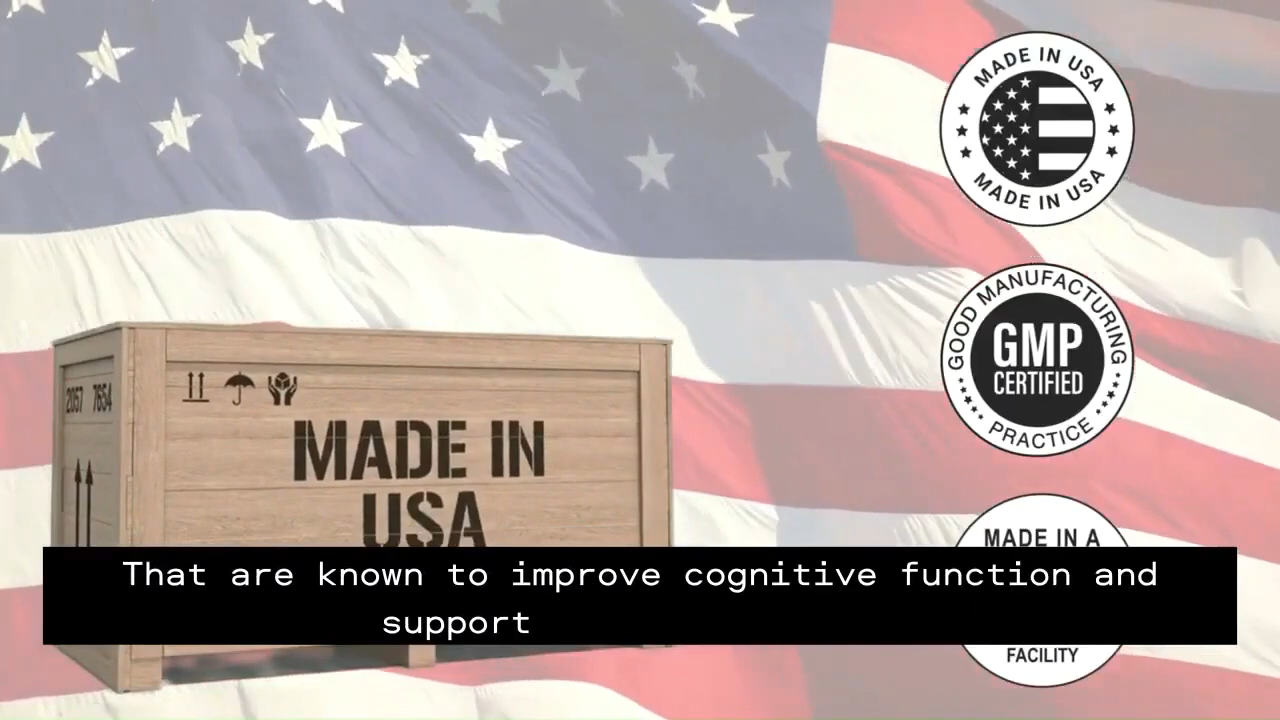 MADE IN USA
MADE IN USA
GOOD MANUFACTURING
GMP
CERTIFIED
PRACTICE
2057 7654
MADE IN
USA
MADE IN A
That are known to improve cognitive function and
support
FACILITY